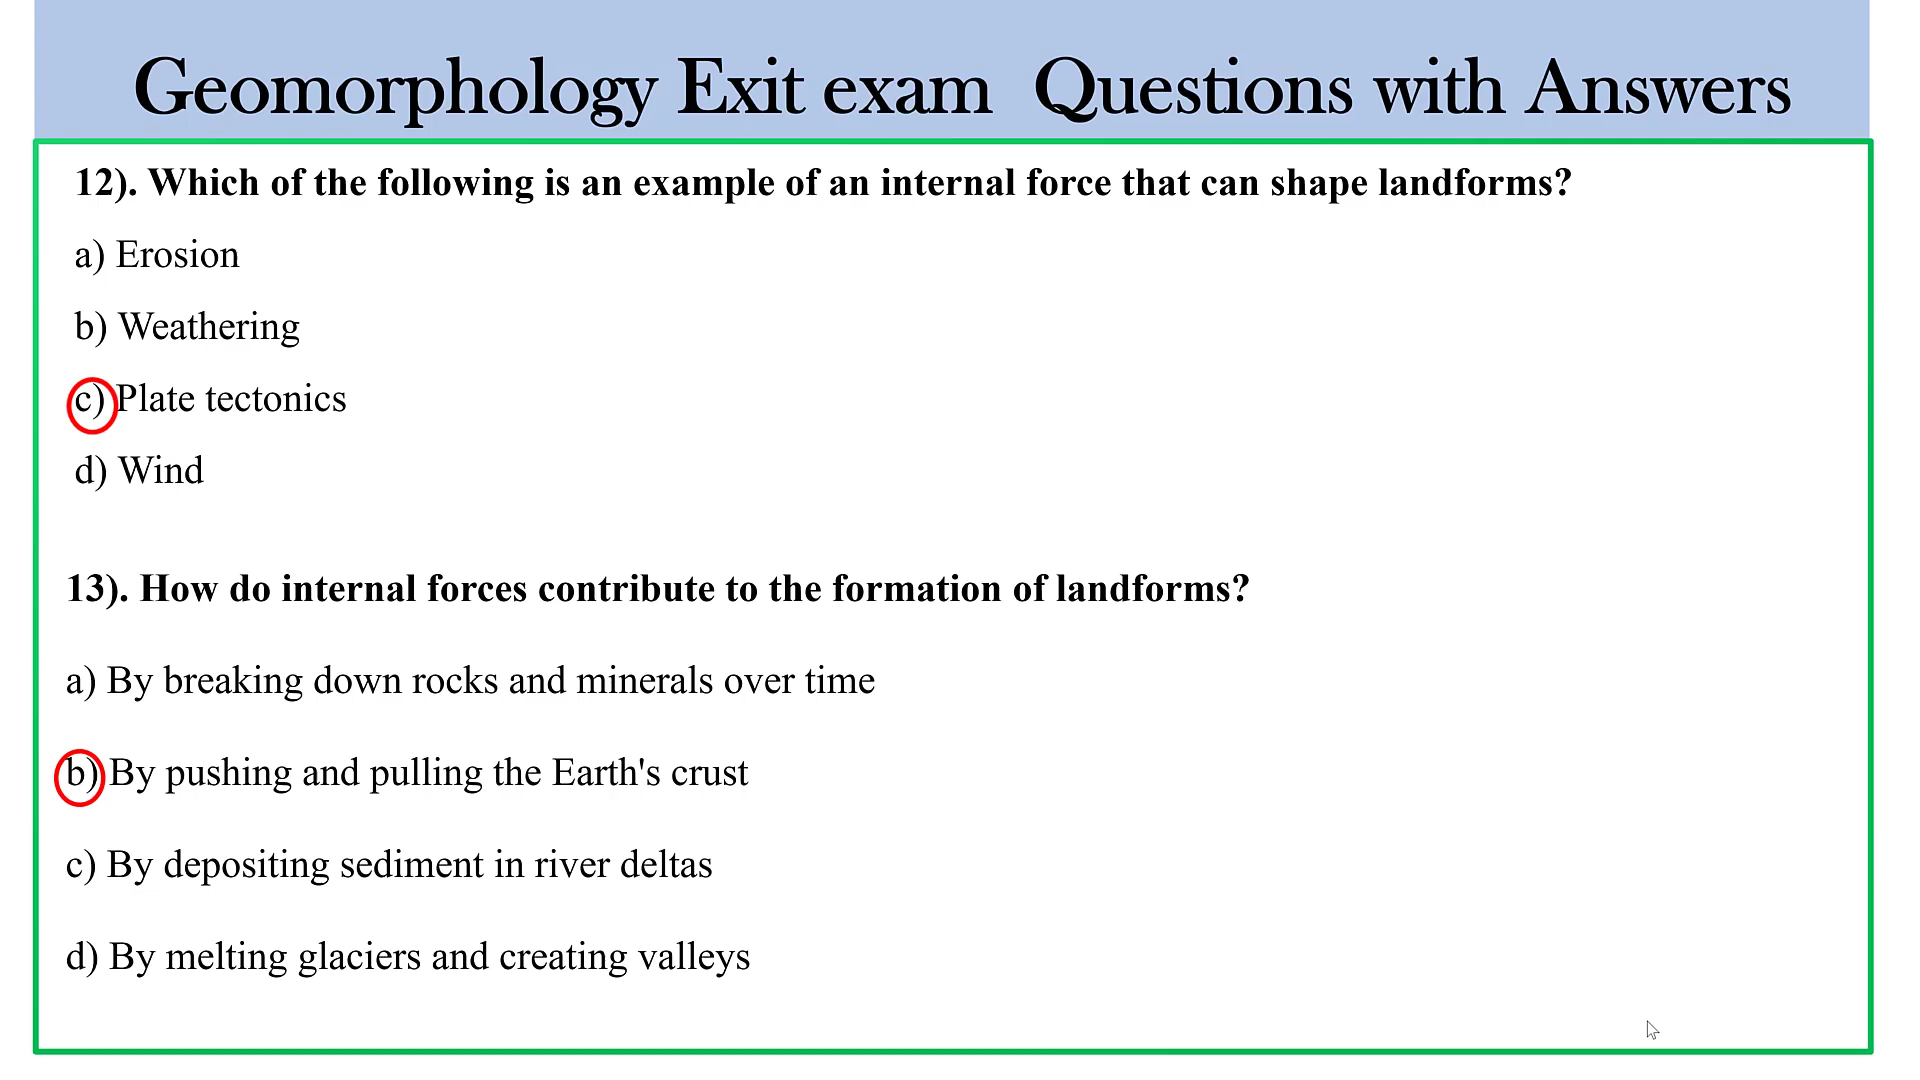 Geomorphology Exit exam Questions with Answers
12). Which of the following is an example of an internal force that can shape landforms?
a) Erosion
b) Weathering
c) Plate tectonics
d) Wind
13). How do internal forces contribute to the formation of landforms?
a) By breaking down rocks and minerals over time
b) By pushing and pulling the Earth's crust
c) By depositing sediment in river deltas
d) By melting glaciers and creating valleys